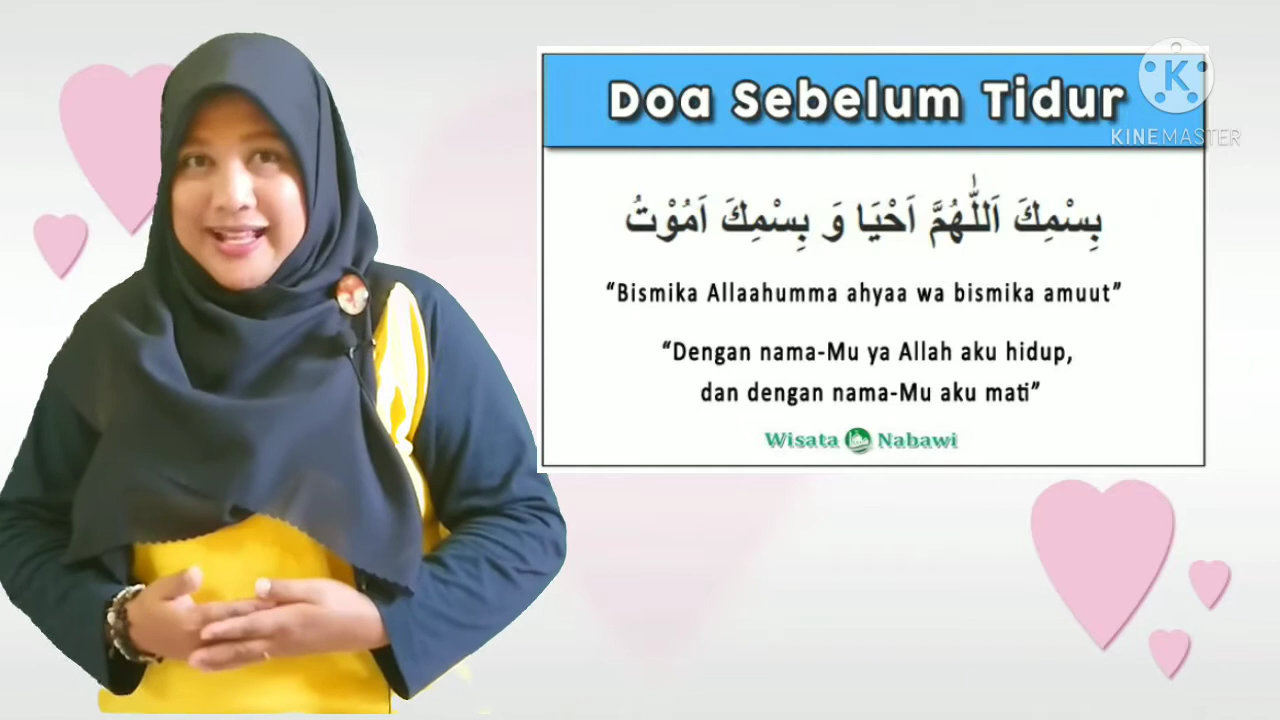 Doa Sebelum Tidur
K
KINEMASTER
بِسْمِكَ اَللّٰهُمَّ اَحْيَا وَ بِسْمِكَ اَمُوْتُ
“Bismika Allaahumma ahyaa wa bismika amuut”
“Dengan nama-Mu ya Allah aku hidup,
dan dengan nama-Mu aku mati”
Wisata Nabawi